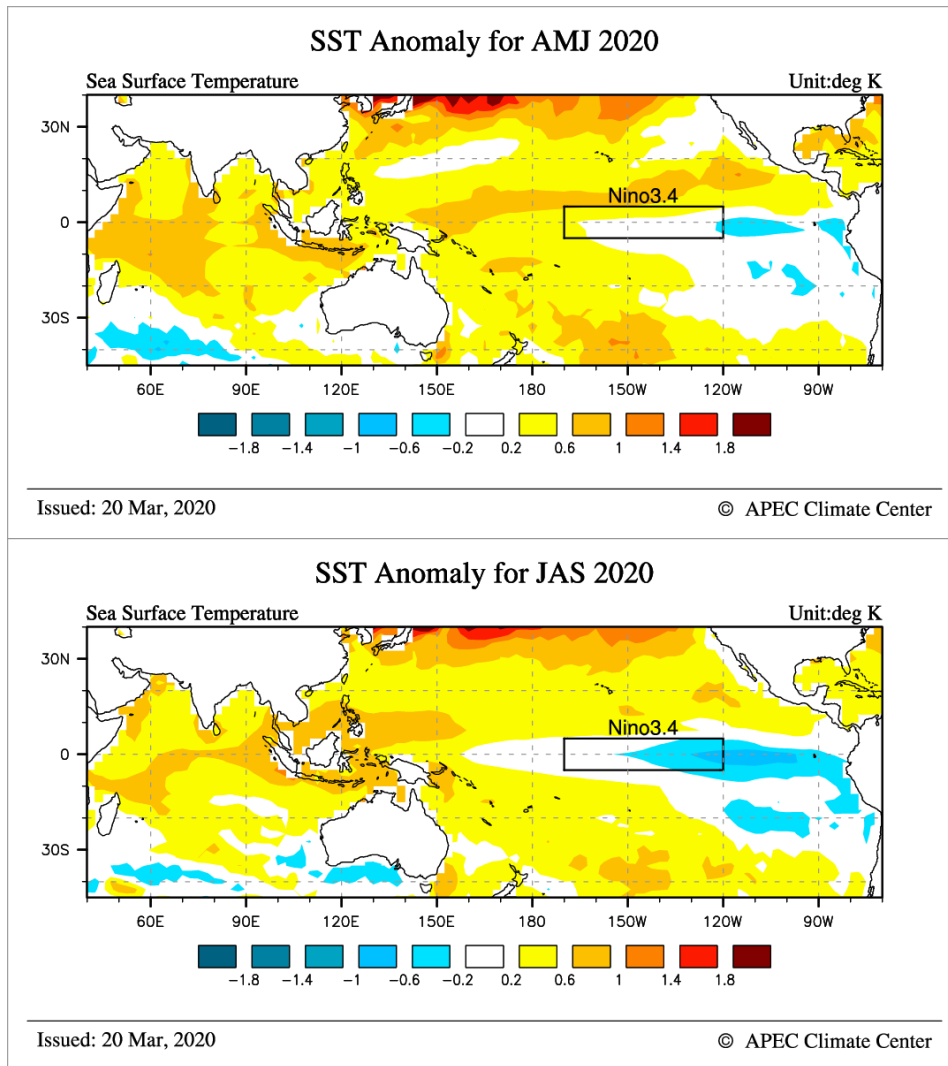 SST Anomaly for AMJ 2020
Sea Surface Temperature Unit:deg K
30N
Nino3.4
0
30S
60E 90E 120E 150E 180 150W 120W 90W
−1.8 −1.4 −1 −0.6 −0.2 0.2 0.6 1 1.4 1.8
Issued: 20 Mar, 2020 © APEC Climate Center
SST Anomaly for JAS 2020
Sea Surface Temperature Unit:deg K
30N
Nino3.4
0
30S
60E 90E 120E 150E 180 150W 120W 90W
−1.8 −1.4 −1 −0.6 −0.2 0.2 0.6 1 1.4 1.8
Issued: 20 Mar, 2020 © APEC Climate Center